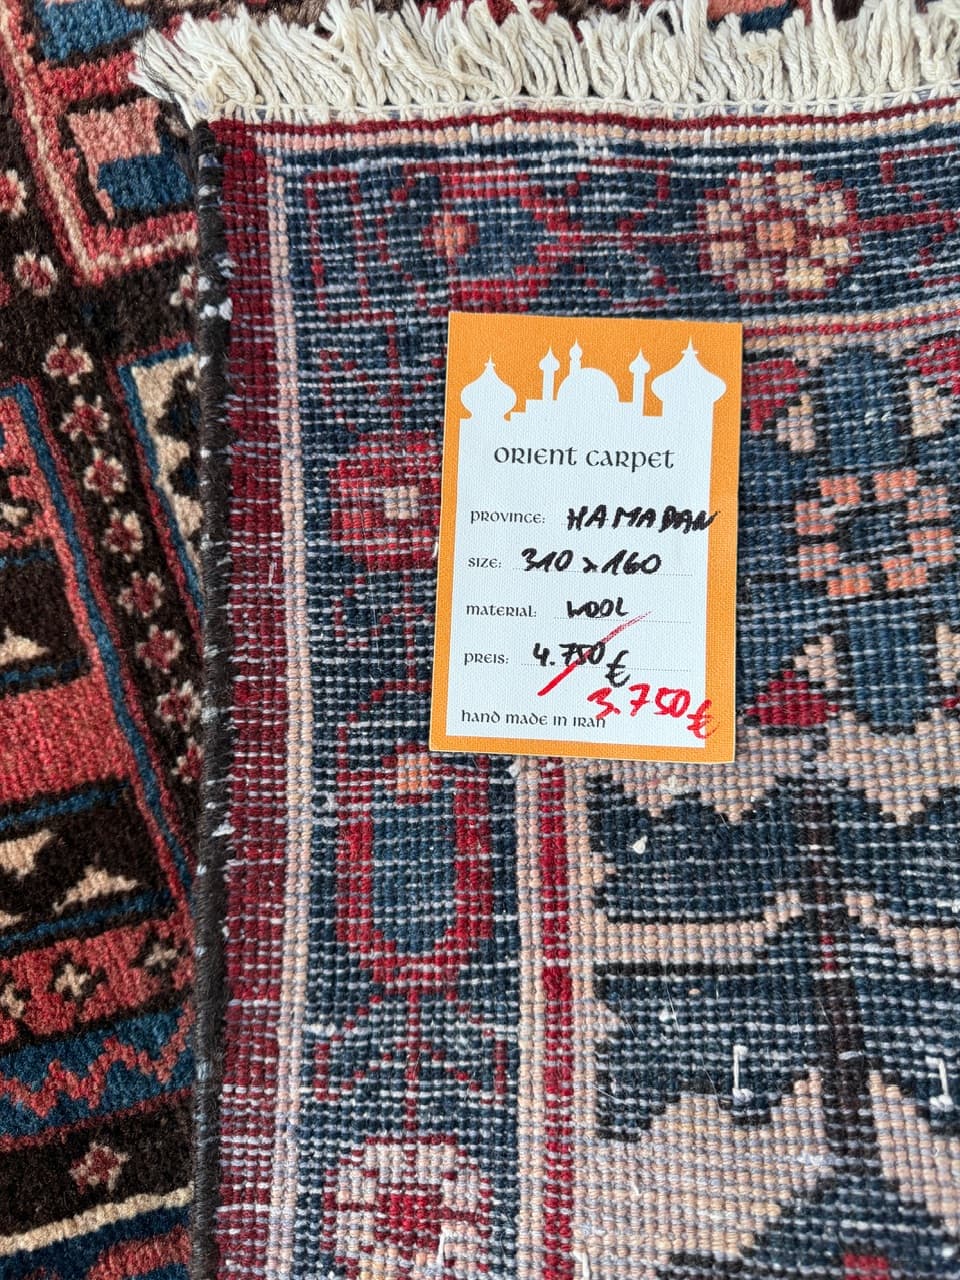 ORIENT CARPET
PROVINCE: HAMADAN
SIZE: 310 x 160
MATERIAL: WOOL
PREIS: 4.750 €
3.750 €
HAND MADE IN IRAN